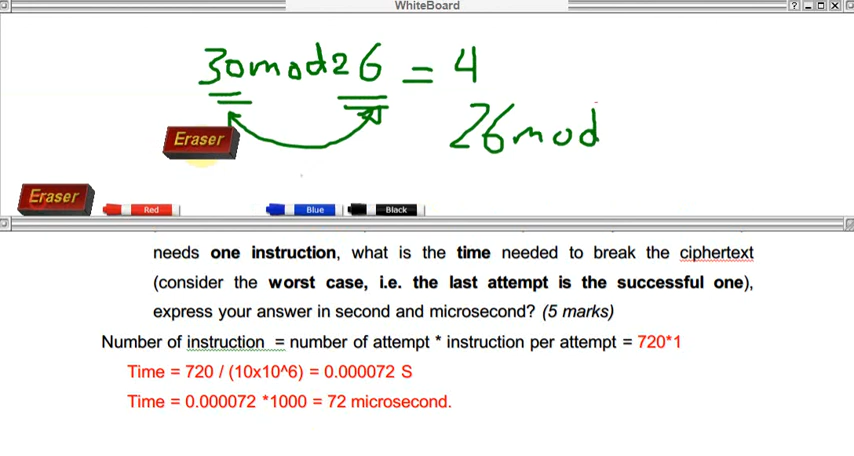 WhiteBoard
30mod26 = 4
26mod
Eraser
Eraser
Red
Blue
Black
needs one instruction, what is the time needed to break the ciphertext
(consider the worst case, i.e. the last attempt is the successful one),
express your answer in second and microsecond? (5 marks)
Number of instruction = number of attempt * instruction per attempt = 720*1
Time = 720 / (10x10^6) = 0.000072 S
Time = 0.000072 *1000 = 72 microsecond.